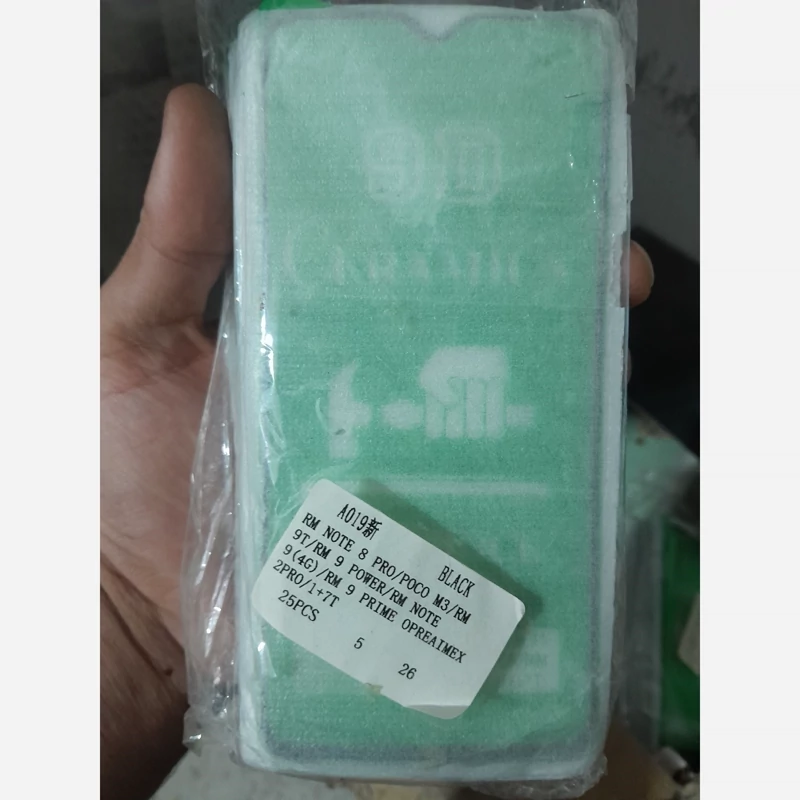 A019新
BLACK
RM NOTE 8 PRO/POCO M3/RM
9T/RM 9 POWER/RM NOTE
9(4G)/RM 9 PRIME OPREAIMEX
2PRO/1+7T
25PCS
5
26